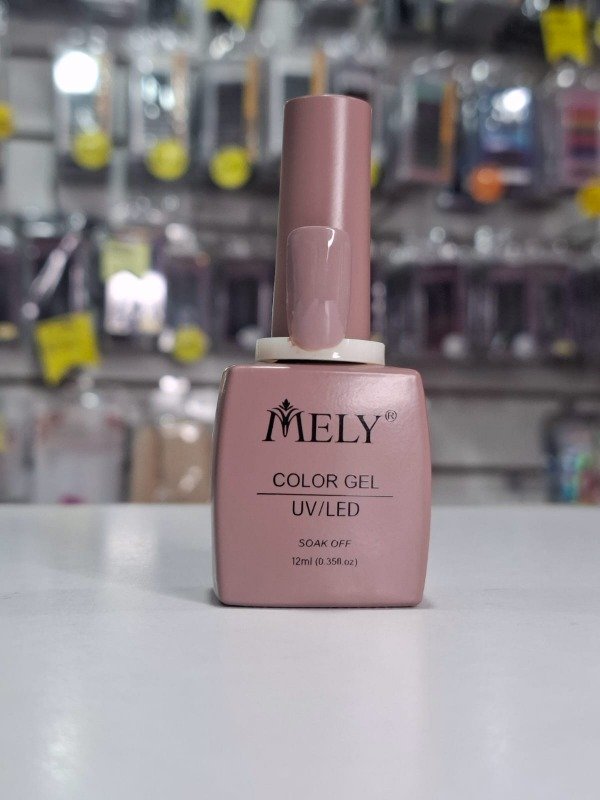 MELY®
COLOR GEL
UV/LED
SOAK OFF
12ml (0.35fl.oz)